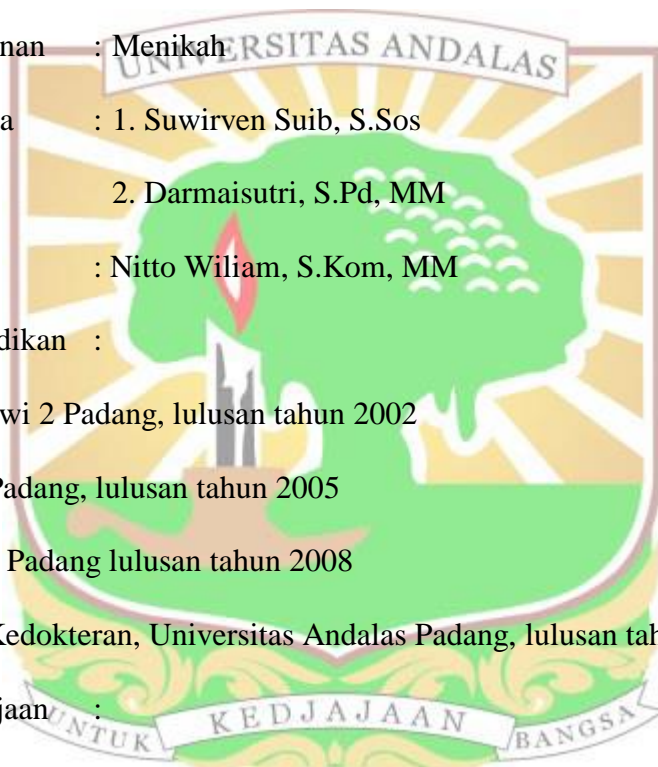 nan : Menikah
UNIVERSITAS ANDALAS
a : 1. Suwirven Suib, S.Sos
2. Darmaisutri, S.Pd, MM
: Nitto Wiliam, S.Kom, MM
dikan :
wi 2 Padang, lulusan tahun 2002
Padang, lulusan tahun 2005
Padang lulusan tahun 2008
Kedokteran, Universitas Andalas Padang, lulusan tah
jaan :
UNTUK KEDJAJAAN BANGSA